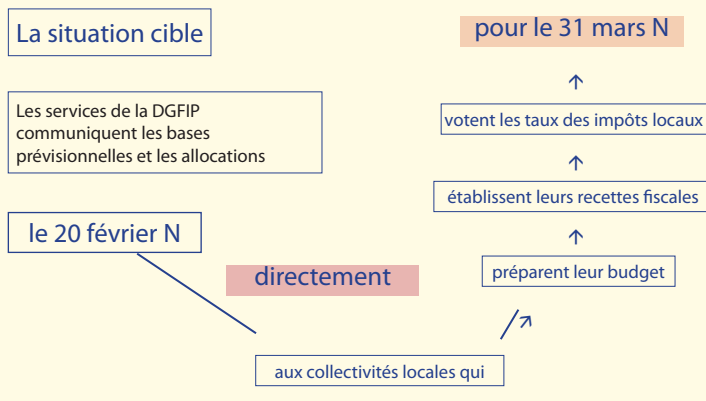 La situation cible
Les services de la DGFIP
communiquent les bases
prévisionnelles et les allocations
le 20 février N
directement
aux collectivités locales qui
préparent leur budget
établissent leurs recettes fiscales
votent les taux des impôts locaux
pour le 31 mars N